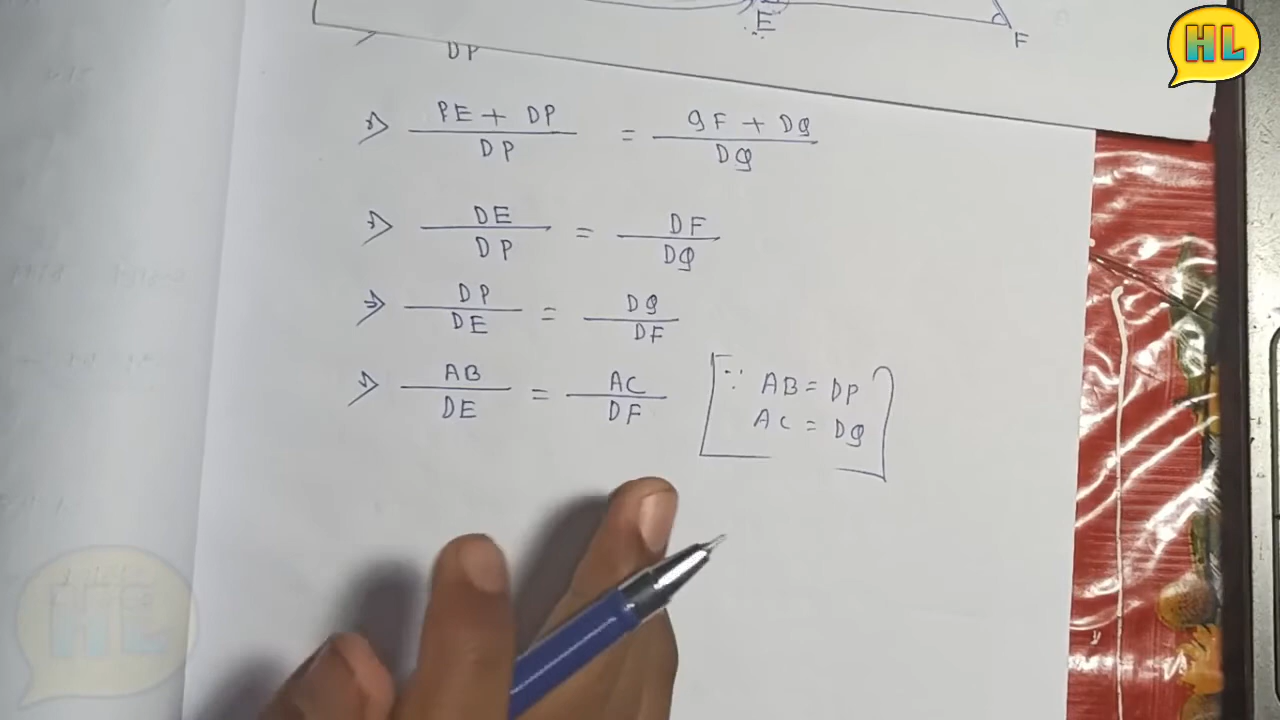 E
F
HL
DP
⇒ PE + DP / DP = QF + DQ / DQ
⇒ DE / DP = DF / DQ
⇒ DP / DE = DQ / DF
⇒ AB / DE = AC / DF [∵ AB = DP
AC = DQ]
HL